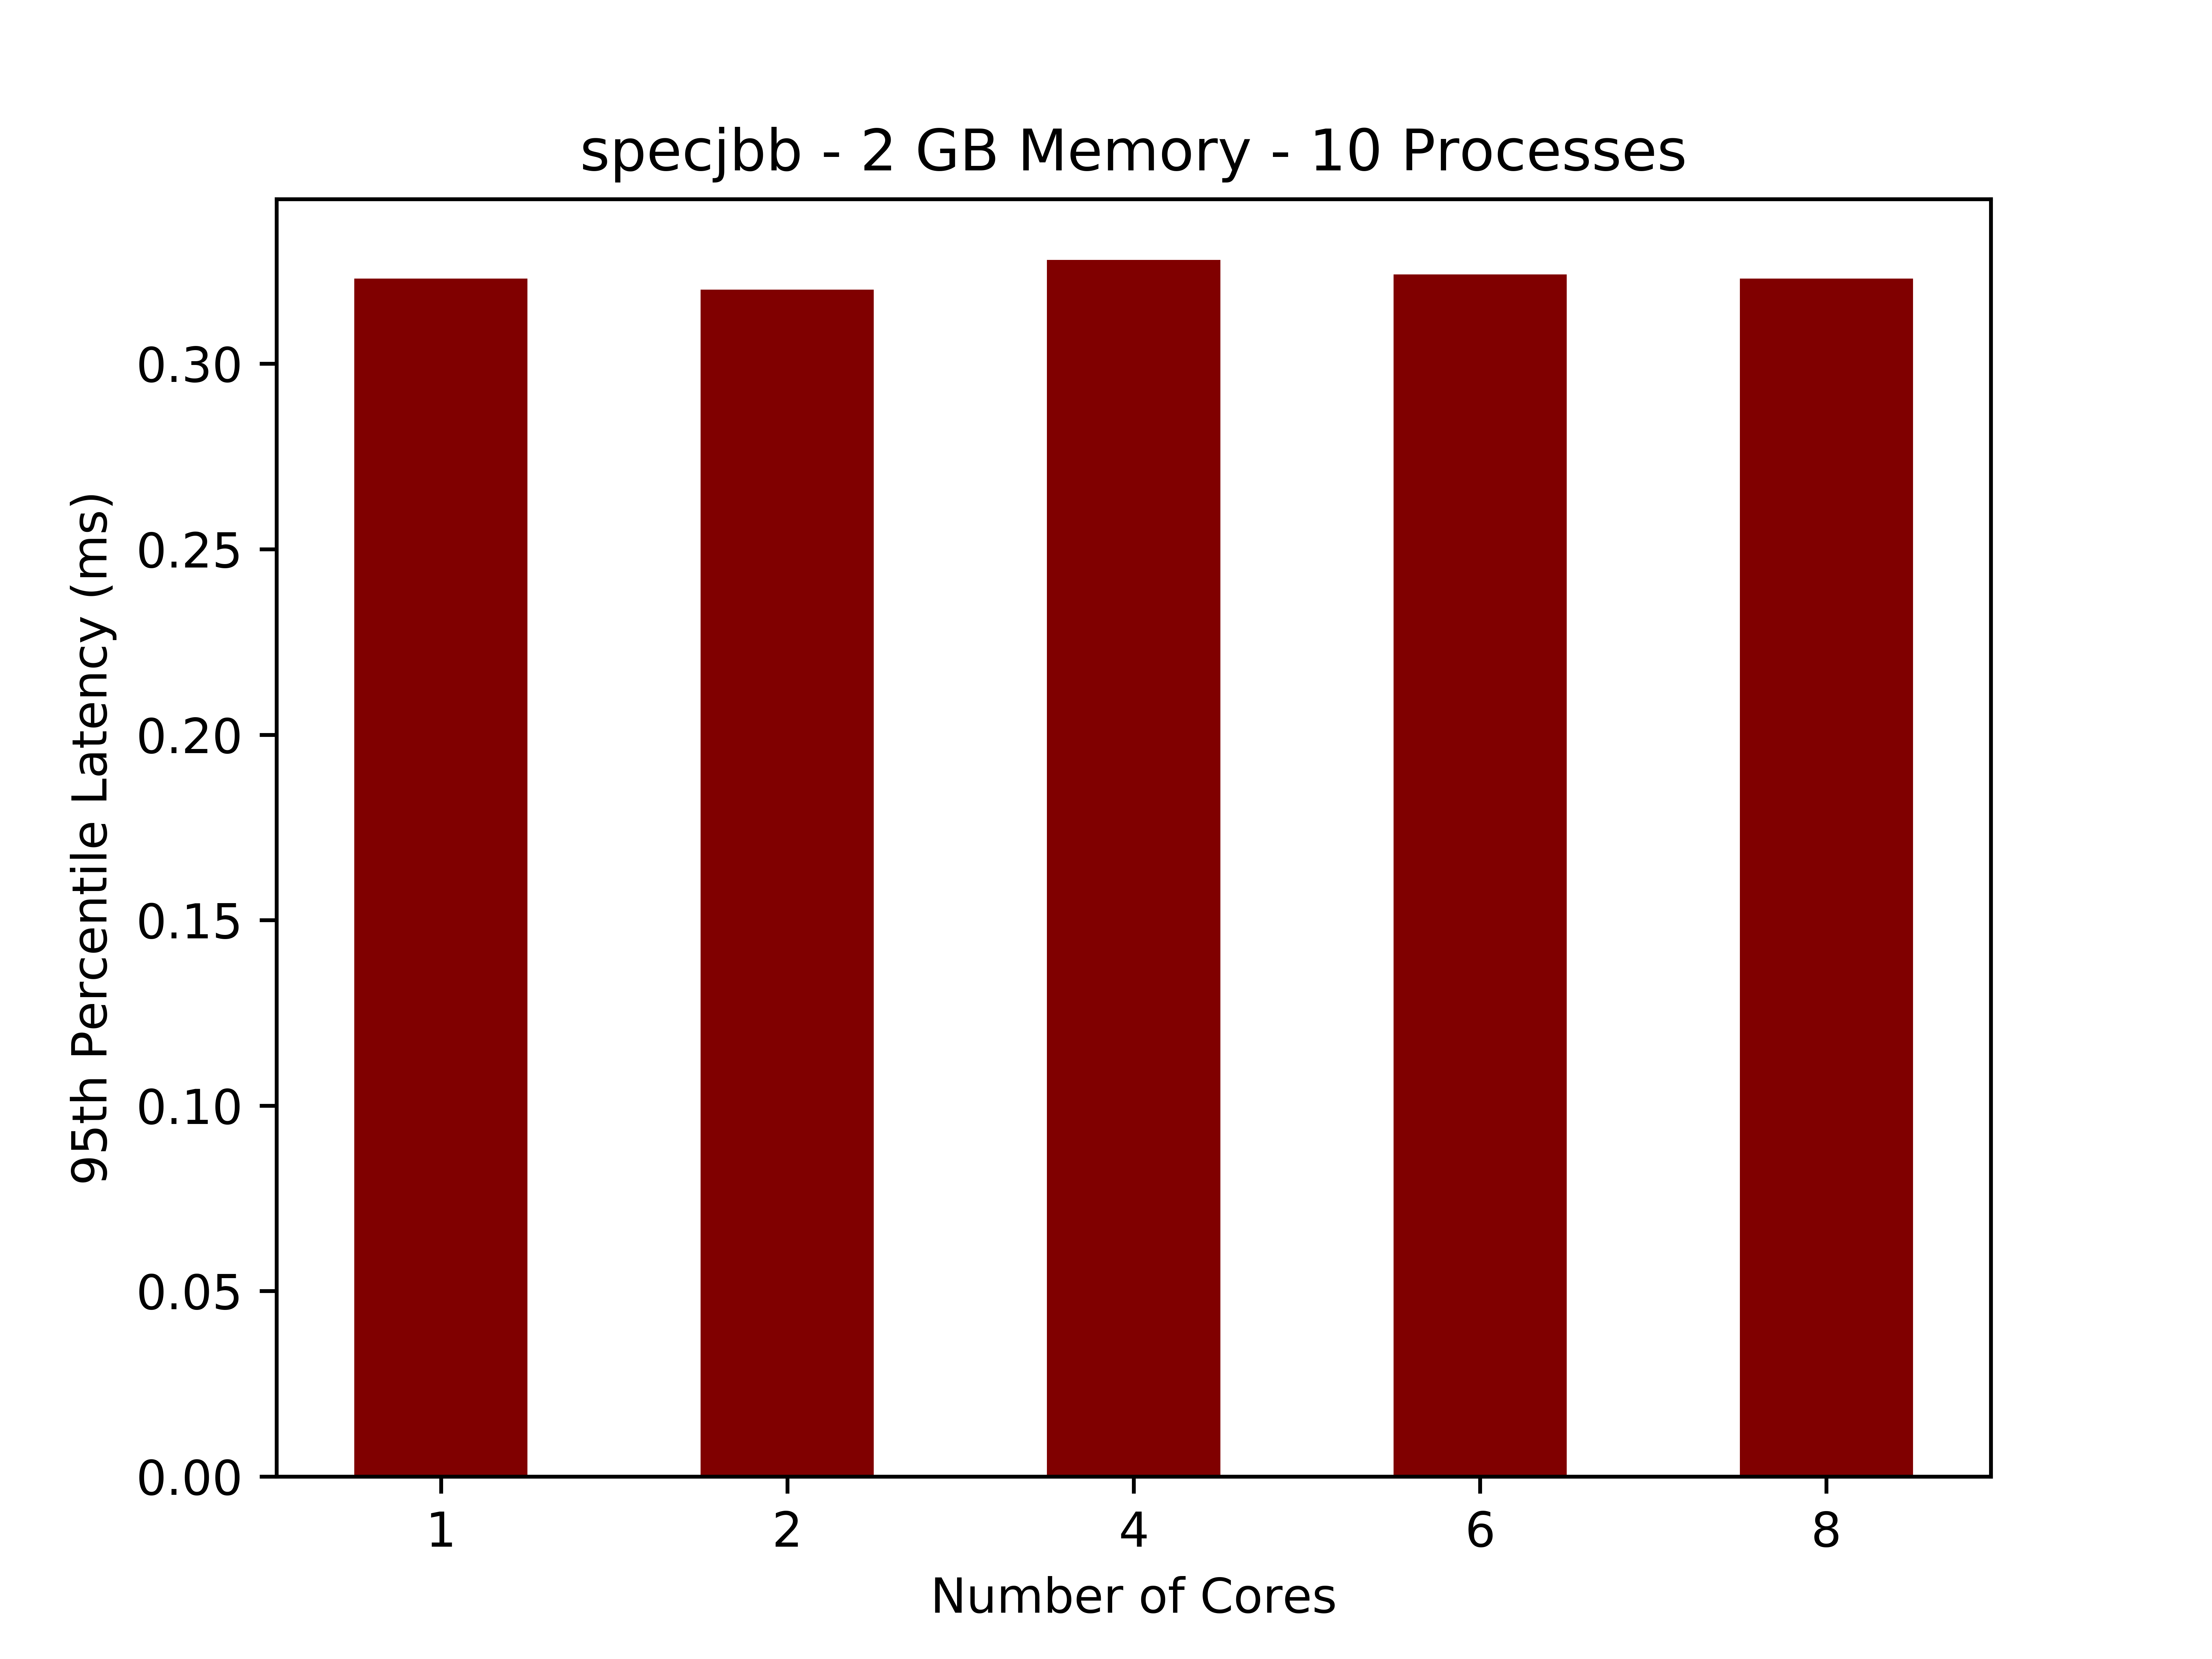 specjbb - 2 GB Memory - 10 Processes
95th Percentile Latency (ms)
0.30
0.25
0.20
0.15
0.10
0.05
0.00
1 2 4 6 8
Number of Cores